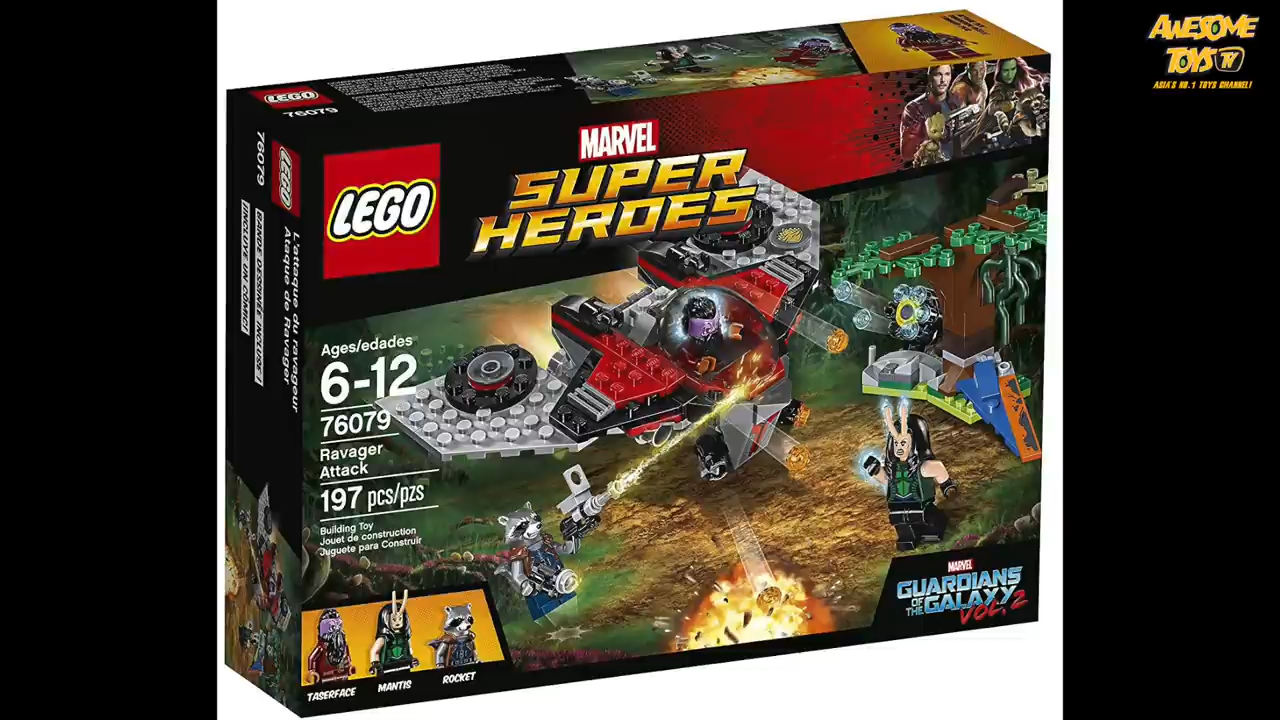 AWESOME
TOYS TV
ASIA'S NO.1 TOYS CHANNEL!
LEGO
76079
MARVEL
SUPER
HEROES
LEGO
LEGO
76079
L'attaque du ravageur
Ataque de Ravager
Ages/edades
6-12
76079
Ravager
Attack
197 pcs/pzs
Building Toy
Jouet de construction
Juguete para Construir
TASERFACE
MANTIS
ROCKET
MARVEL
GUARDIANS
OF THE GALAXY
VOL. 2